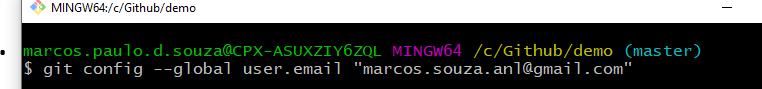 MINGW64:/c/Github/demo
marcos.paulo.d.souza@CPX-ASUXZIY6ZQL MINGW64 /c/Github/demo (master)
$ git config --global user.email "marcos.souza.anl@gmail.com"